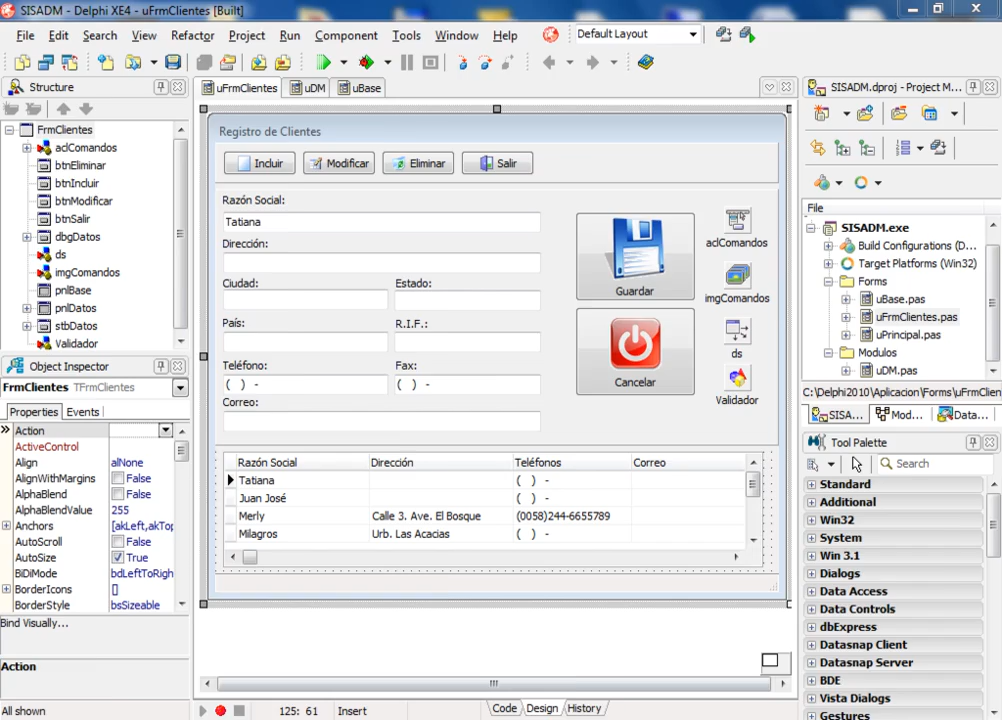 SISADM - Delphi XE4 - uFrmClientes [Built]
File Edit Search View Refactor Project Run Component Tools Window Help
Default Layout
Structure
FrmClientes
aclComandos
btnEliminar
btnIncluir
btnModificar
btnSalir
dbgDatos
ds
imgComandos
pnlBase
pnlDatos
stbDatos
Validador
Object Inspector
FrmClientes TFrmClientes
Properties Events
Action
ActiveControl
Align alNone
AlignWithMargins False
AlphaBlend False
AlphaBlendValue 255
Anchors [akLeft,akTop
AutoScroll False
AutoSize True
BiDiMode bdLeftToRigh
BorderIcons []
BorderStyle bsSizeable
Bind Visually...
Action
All shown
uFrmClientes uDM uBase
Registro de Clientes
Incluir Modificar Eliminar Salir
Razón Social:
Tatiana
Dirección:
Ciudad: Estado:
País: R.I.F.:
Teléfono: Fax:
( ) - ( ) -
Correo:
Guardar
Cancelar
aclComandos
imgComandos
ds
Validador
Razón Social Dirección Teléfonos Correo
Tatiana ( ) -
Juan José ( ) -
Merly Calle 3. Ave. El Bosque (0058)244-6655789
Milagros Urb. Las Acacias ( ) -
125: 61 Insert
Code Design History
SISADM.dproj - Project M...
File
SISADM.exe
Build Configurations (D...
Target Platforms (Win32)
Forms
uBase.pas
uFrmClientes.pas
uPrincipal.pas
Modulos
uDM.pas
C:\Delphi2010\Aplicacion\Forms\uFrmClien
SISA... Mod... Data...
Tool Palette
Search
Standard
Additional
Win32
System
Win 3.1
Dialogs
Data Access
Data Controls
dbExpress
Datasnap Client
Datasnap Server
BDE
Vista Dialogs
Gestures